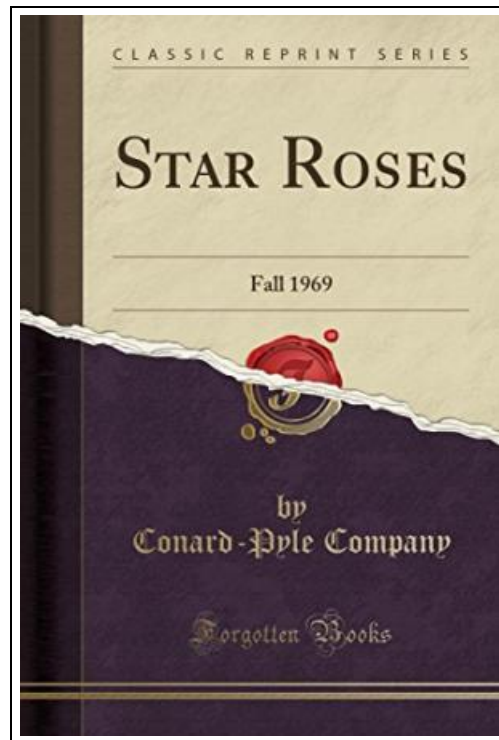 CLASSIC REPRINT SERIES
STAR ROSES
Fall 1969
by
Conard-Pyle Company
Forgotten Books